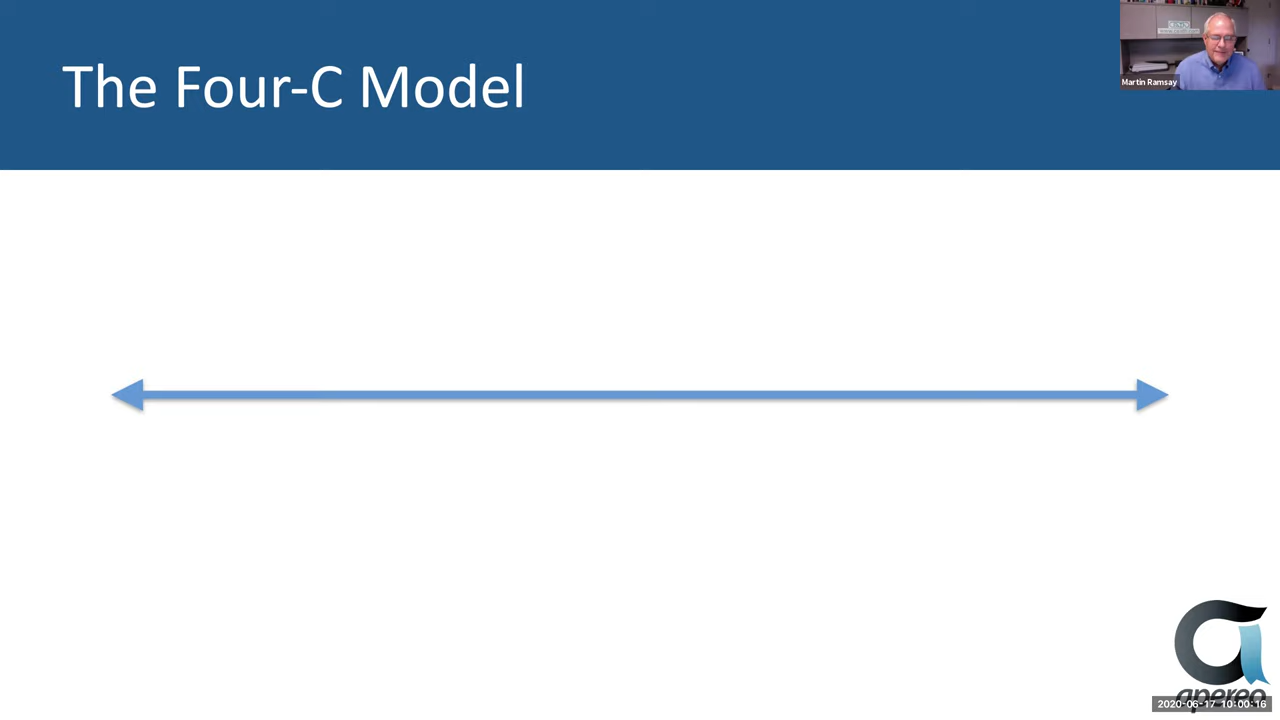 The Four-C Model
Martin Ramsay
apereo
2020-06-17 10:00:16